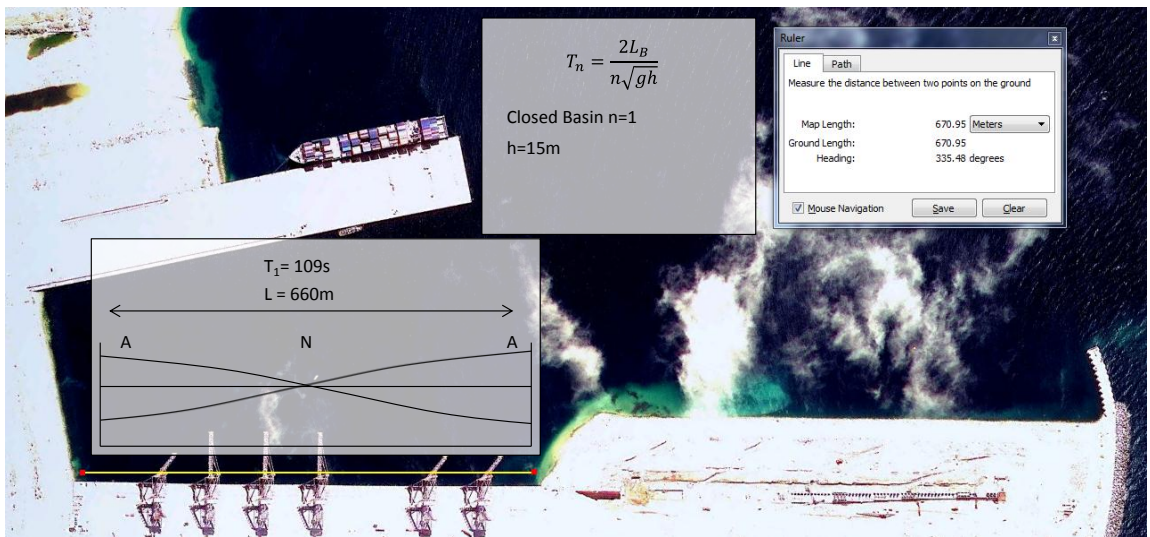 T_n = 2L_B / n√gh
Closed Basin n=1
h=15m
Ruler
Line
Path
Measure the distance between two points on the ground
Map Length: 670.95 Meters
Ground Length: 670.95
Heading: 335.48 degrees
Mouse Navigation
Save
Clear
T₁= 109s
L = 660m
A N A